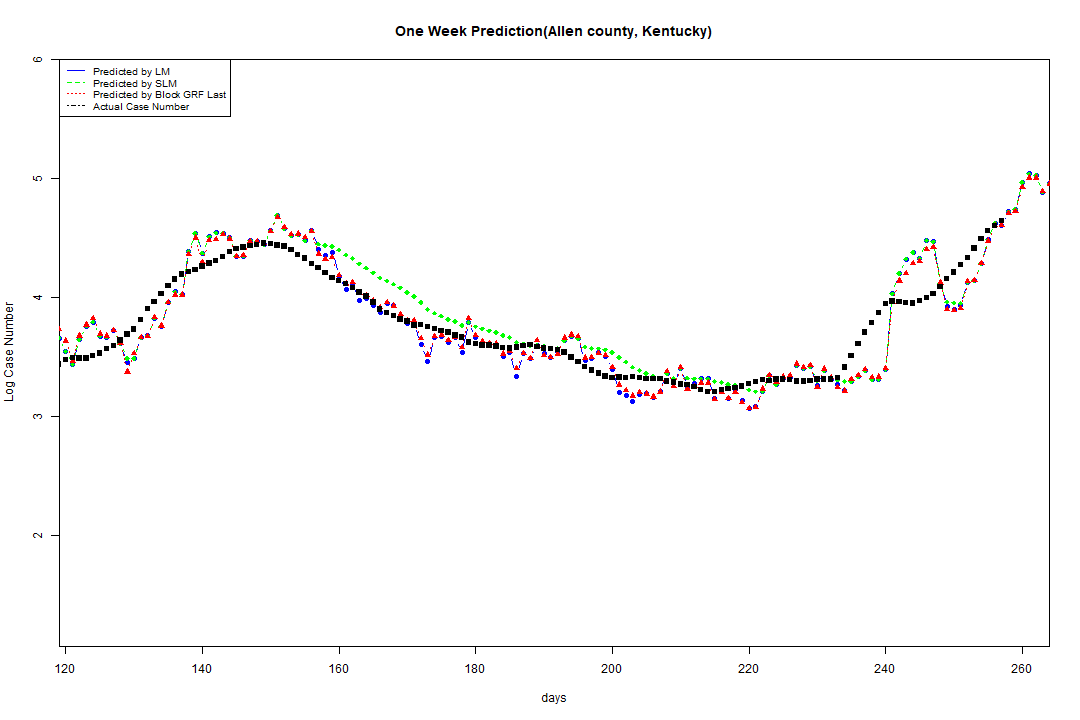 One Week Prediction(Allen county, Kentucky)
Predicted by LM
Predicted by SLM
Predicted by Block GRF Last
Actual Case Number
Log Case Number
6
5
4
3
2
120 140 160 180 200 220 240 260
days